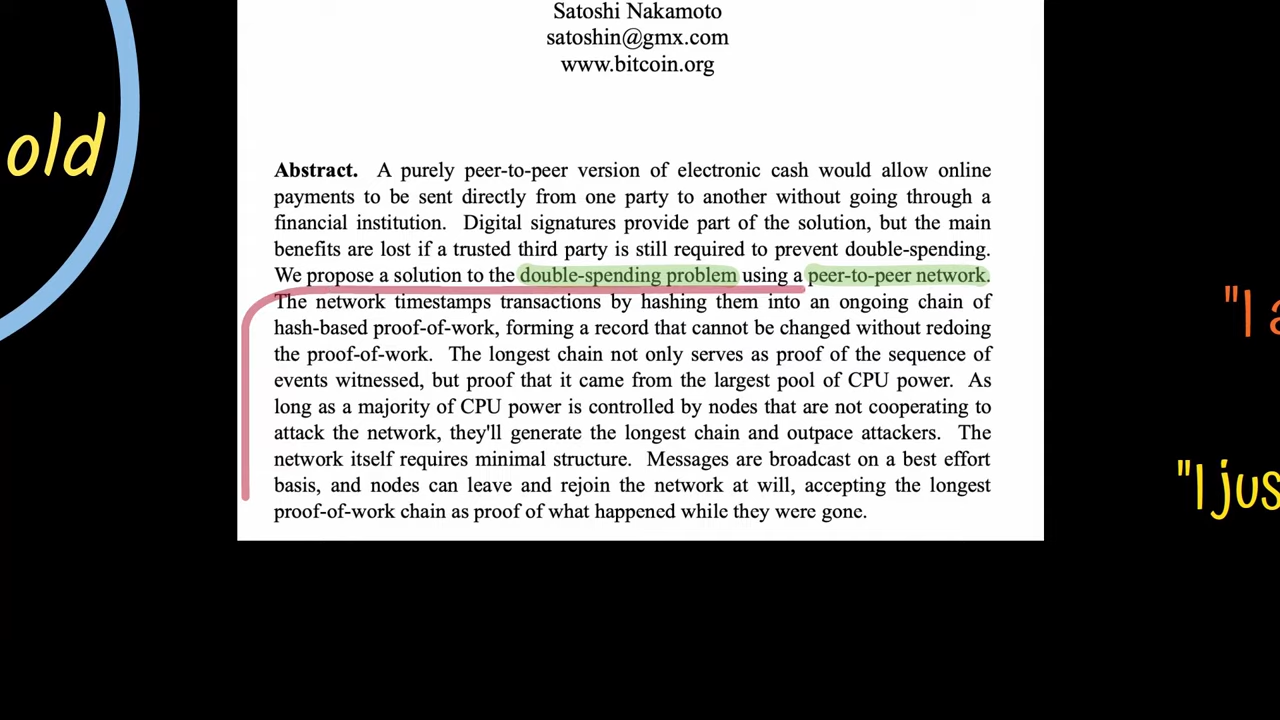 Satoshi Nakamoto
satoshin@gmx.com
www.bitcoin.org
old
Abstract. A purely peer-to-peer version of electronic cash would allow online
payments to be sent directly from one party to another without going through a
financial institution. Digital signatures provide part of the solution, but the main
benefits are lost if a trusted third party is still required to prevent double-spending.
We propose a solution to the double-spending problem using a peer-to-peer network.
The network timestamps transactions by hashing them into an ongoing chain of
hash-based proof-of-work, forming a record that cannot be changed without redoing
the proof-of-work. The longest chain not only serves as proof of the sequence of
events witnessed, but proof that it came from the largest pool of CPU power. As
long as a majority of CPU power is controlled by nodes that are not cooperating to
attack the network, they'll generate the longest chain and outpace attackers. The
network itself requires minimal structure. Messages are broadcast on a best effort
basis, and nodes can leave and rejoin the network at will, accepting the longest
proof-of-work chain as proof of what happened while they were gone.
"I
"I